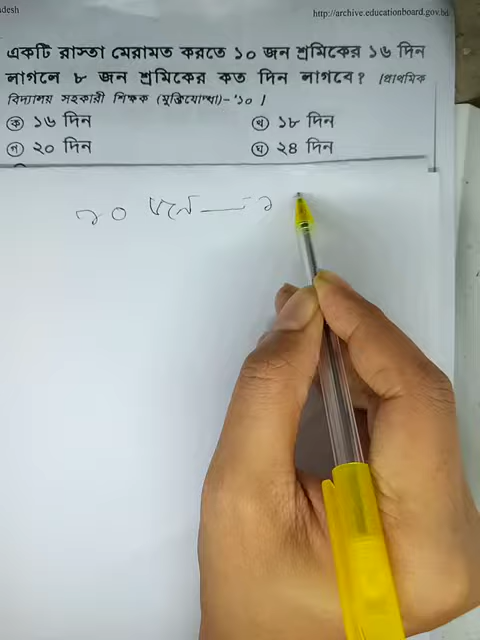 desh
http://archive.educationboard.gov.bd
একটি রাস্তা মেরামত করতে ১০ জন শ্রমিকের ১৬ দিন
লাগলে ৮ জন শ্রমিকের কত দিন লাগবে? [প্রাথমিক
বিদ্যালয় সহকারী শিক্ষক (মুক্তিযোদ্ধা)–'১০ ]
ক ১৬ দিন খ ১৮ দিন
গ ২০ দিন ঘ ২৪ দিন
১০ জনে — ১